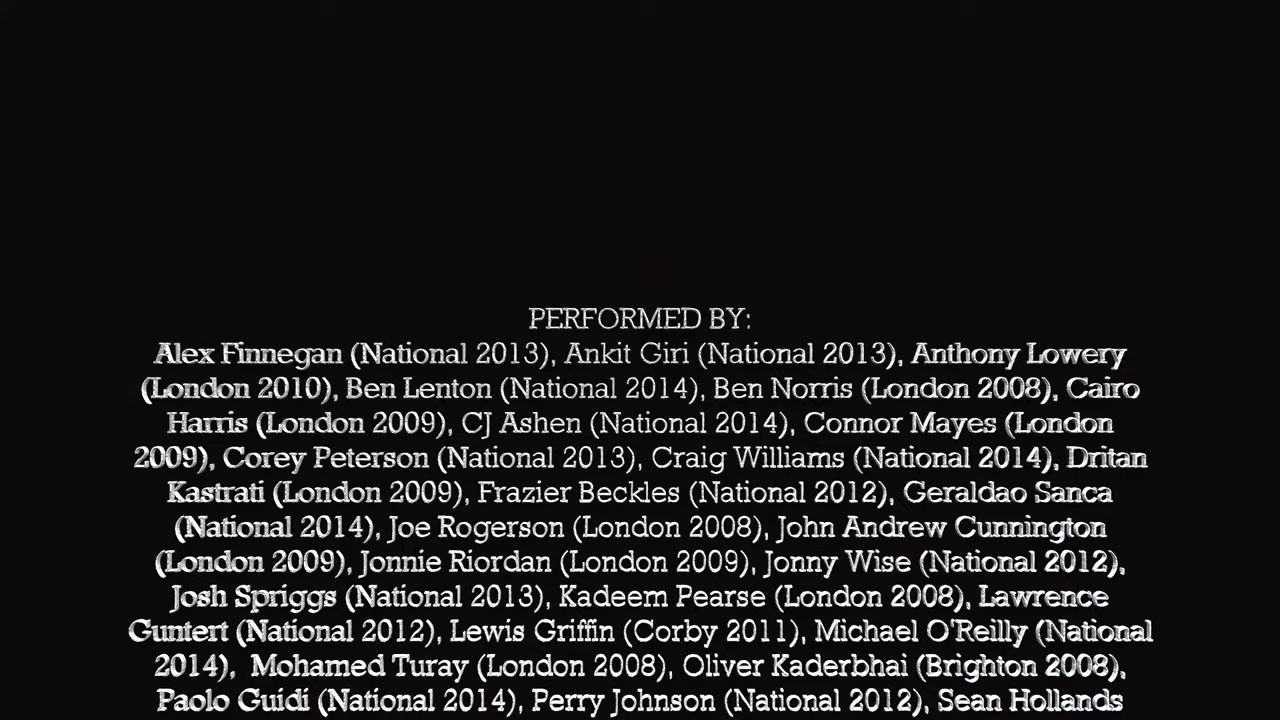 PERFORMED BY:
Alex Finnegan (National 2013), Ankit Giri (National 2013), Anthony Lowery
(London 2010), Ben Lenton (National 2014), Ben Norris (London 2008), Cairo
Harris (London 2009), CJ Ashen (National 2014), Connor Mayes (London
2009), Corey Peterson (National 2013), Craig Williams (National 2014), Dritan
Kastrati (London 2009), Frazier Beckles (National 2012), Geraldao Sanca
(National 2014), Joe Rogerson (London 2008), John Andrew Cunnington
(London 2009), Jonnie Riordan (London 2009), Jonny Wise (National 2012),
Josh Spriggs (National 2013), Kadeem Pearse (London 2008), Lawrence
Guntert (National 2012), Lewis Griffin (Corby 2011), Michael O'Reilly (National
2014),  Mohamed Turay (London 2008), Oliver Kaderbhai (Brighton 2008),
Paolo Guidi (National 2014), Perry Johnson (National 2012), Sean Hollands